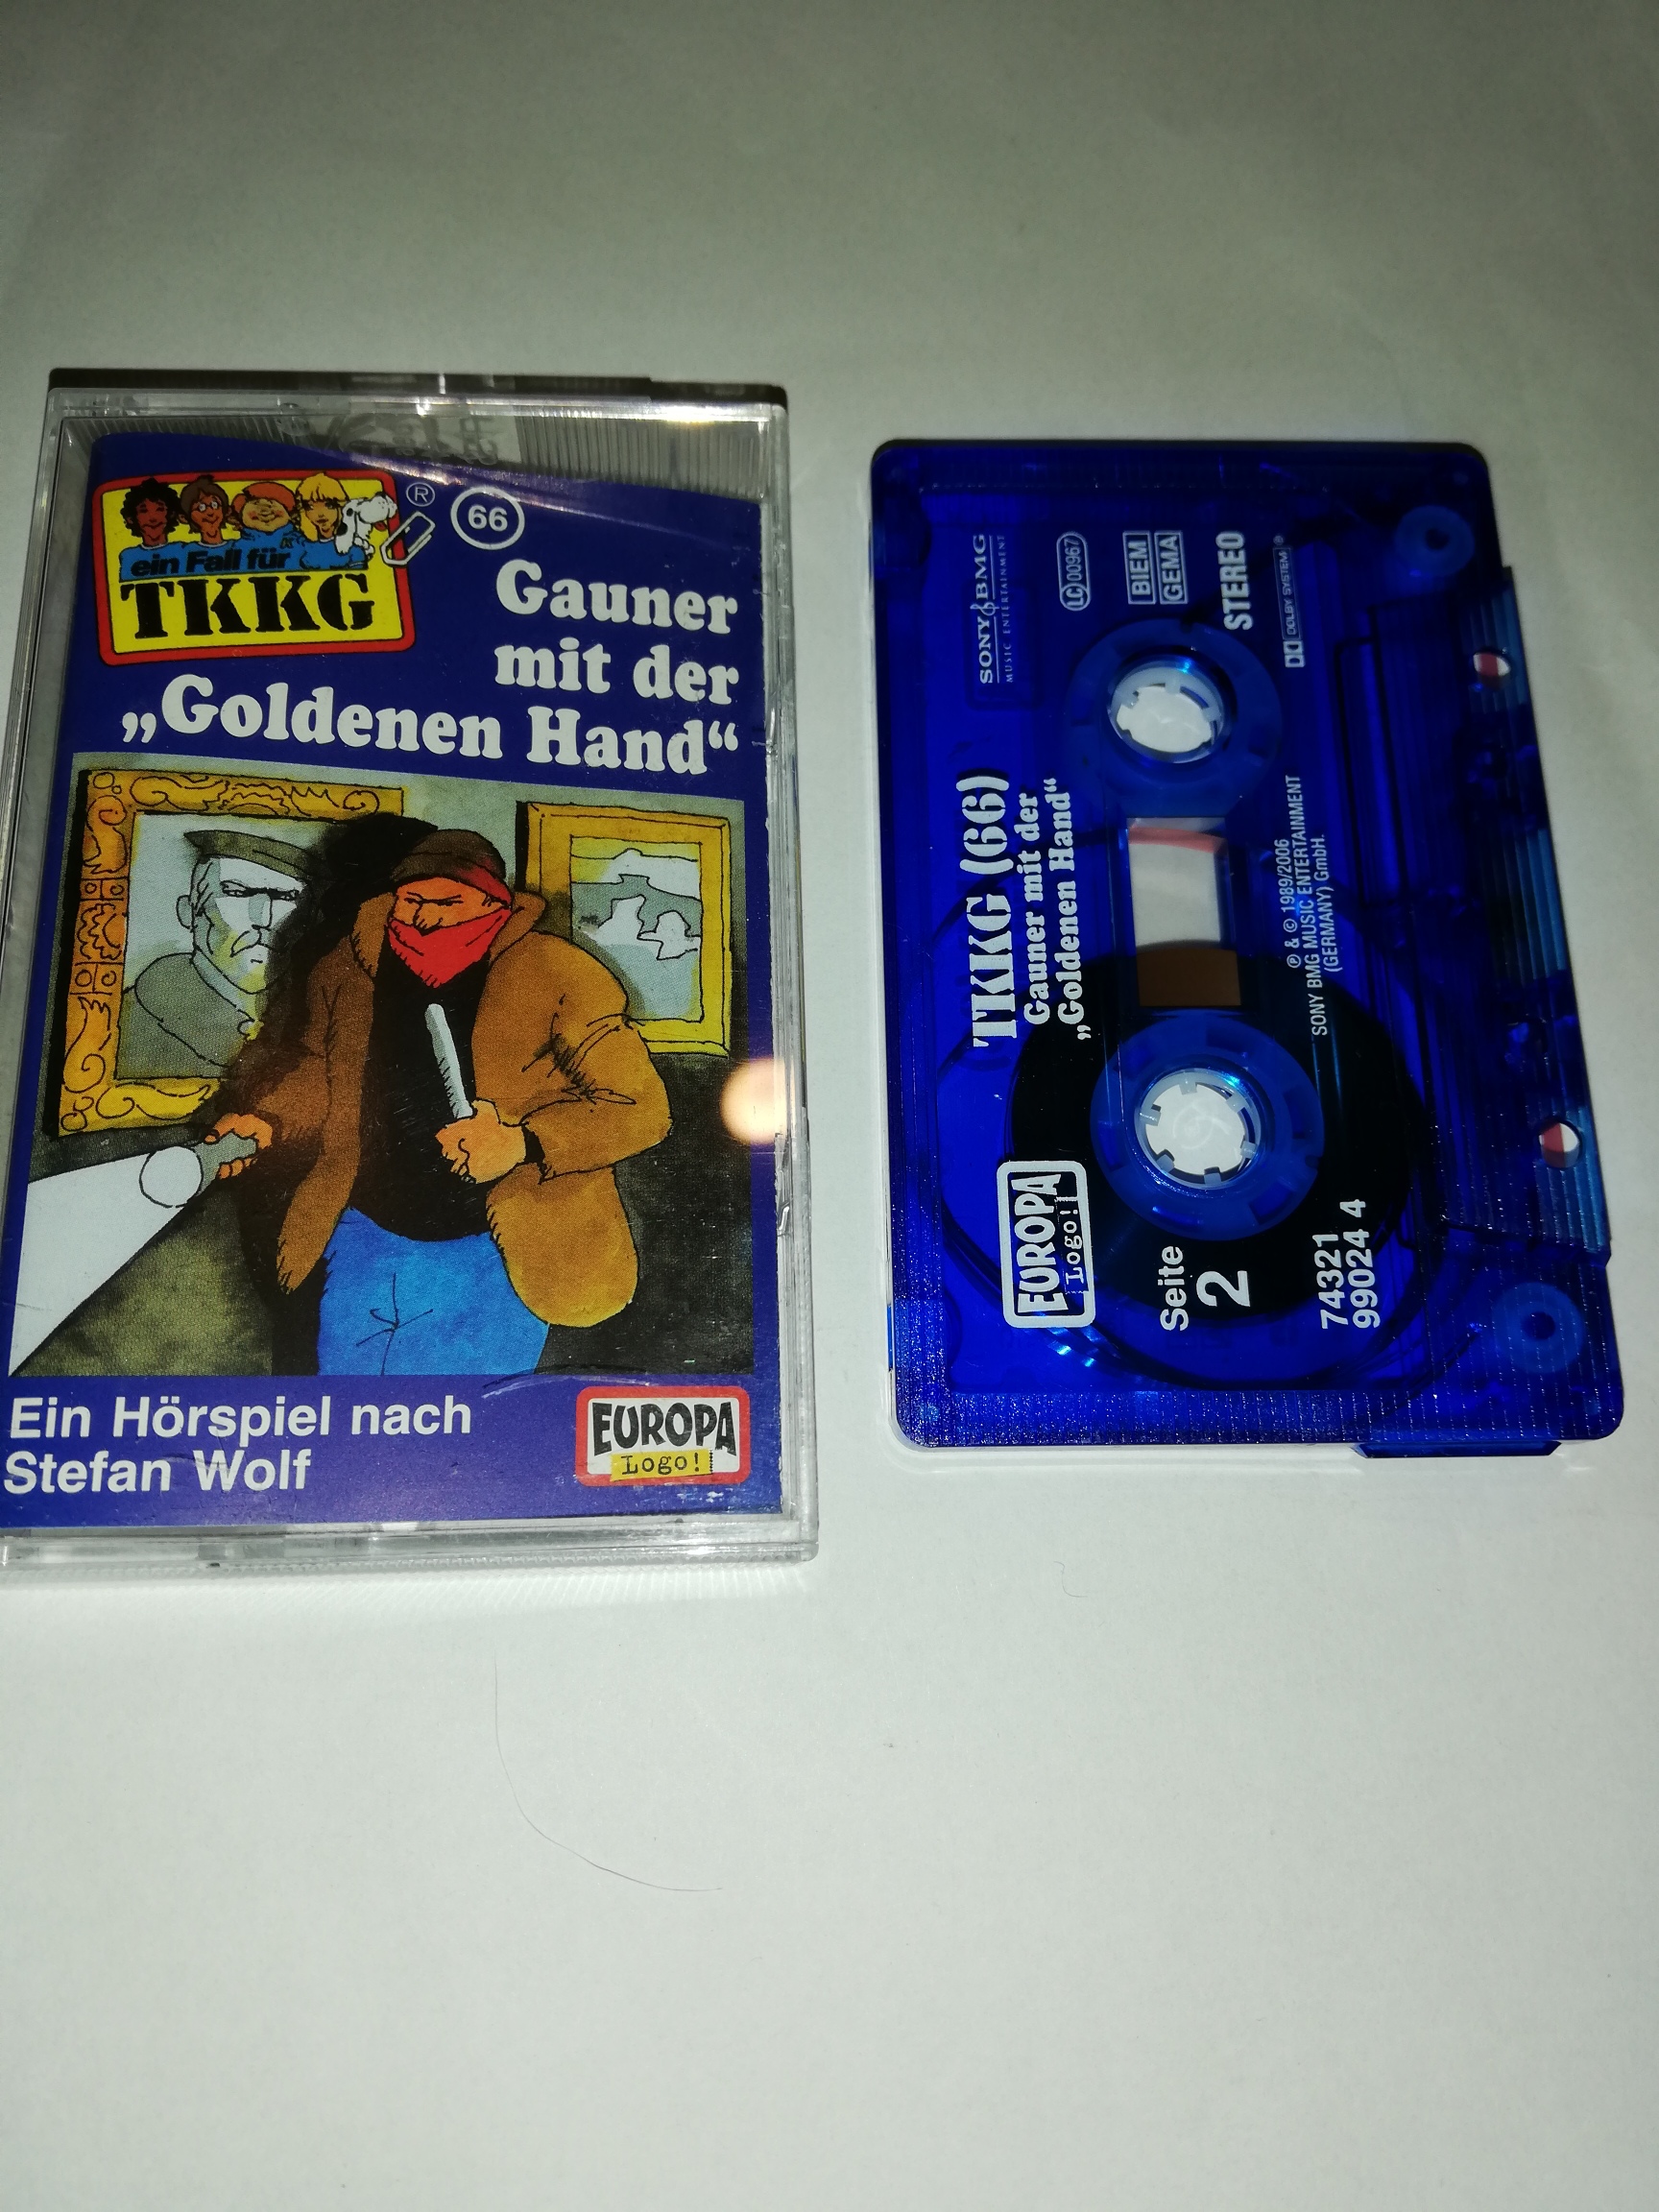 ein Fall für
TKKG
®
66
Gauner
mit der
„Goldenen Hand“
Ein Hörspiel nach
Stefan Wolf
EUROPA
Logo!
SONY BMG
MUSIC ENTERTAINMENT
LC 00967
BIEM
GEMA
STEREO
DOLBY SYSTEM ®
TKKG (66)
Gauner mit der
„Goldenen Hand“
℗ & © 1989/2006
SONY BMG MUSIC ENTERTAINMENT
(GERMANY) GmbH.
EUROPA
Logo!
Seite
2
74321
99024 4